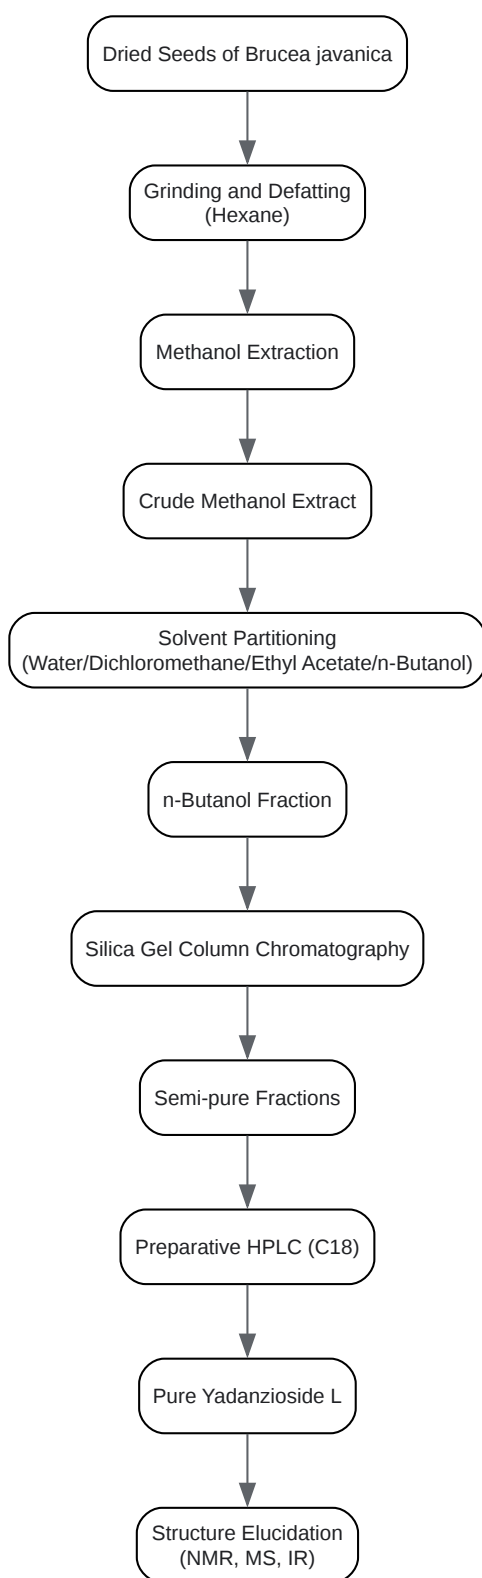 Dried Seeds of Brucea javanica
Grinding and Defatting
(Hexane)
Methanol Extraction
Crude Methanol Extract
Solvent Partitioning
(Water/Dichloromethane/Ethyl Acetate/n-Butanol)
n-Butanol Fraction
Silica Gel Column Chromatography
Semi-pure Fractions
Preparative HPLC (C18)
Pure Yadanzioside L
Structure Elucidation
(NMR, MS, IR)